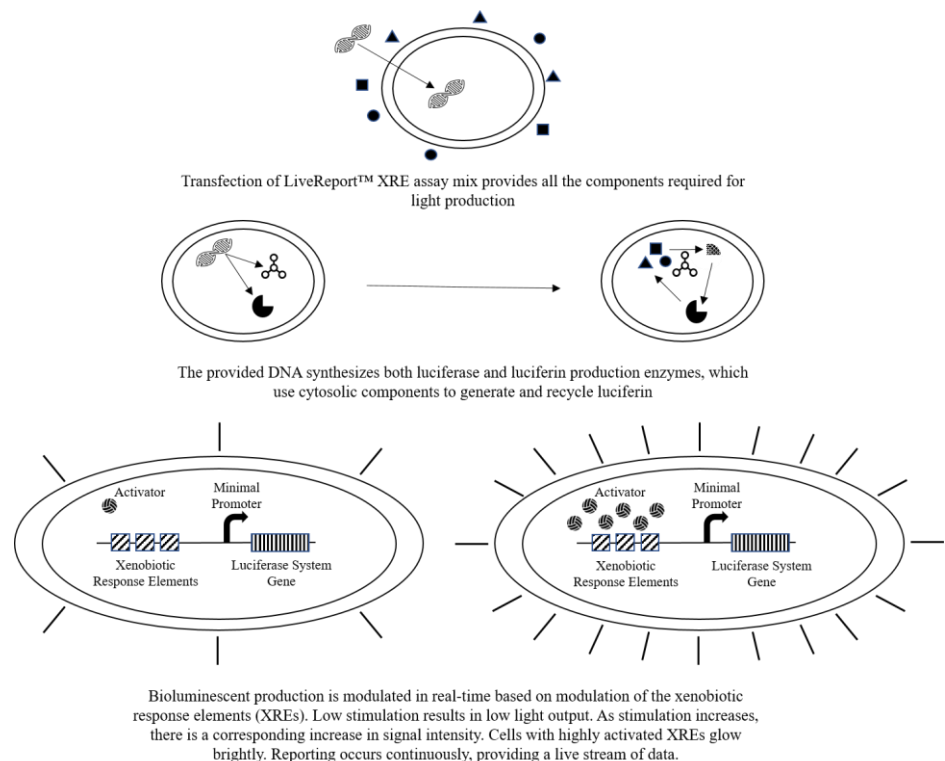 Transfection of LiveReport™ XRE assay mix provides all the components required for
light production
The provided DNA synthesizes both luciferase and luciferin production enzymes, which
use cytosolic components to generate and recycle luciferin
Activator
Minimal
Promoter
Xenobiotic
Response Elements
Luciferase System
Gene
Activator
Minimal
Promoter
Xenobiotic
Response Elements
Luciferase System
Gene
Bioluminescent production is modulated in real-time based on modulation of the xenobiotic
response elements (XREs). Low stimulation results in low light output. As stimulation increases,
there is a corresponding increase in signal intensity. Cells with highly activated XREs glow
brightly. Reporting occurs continuously, providing a live stream of data.